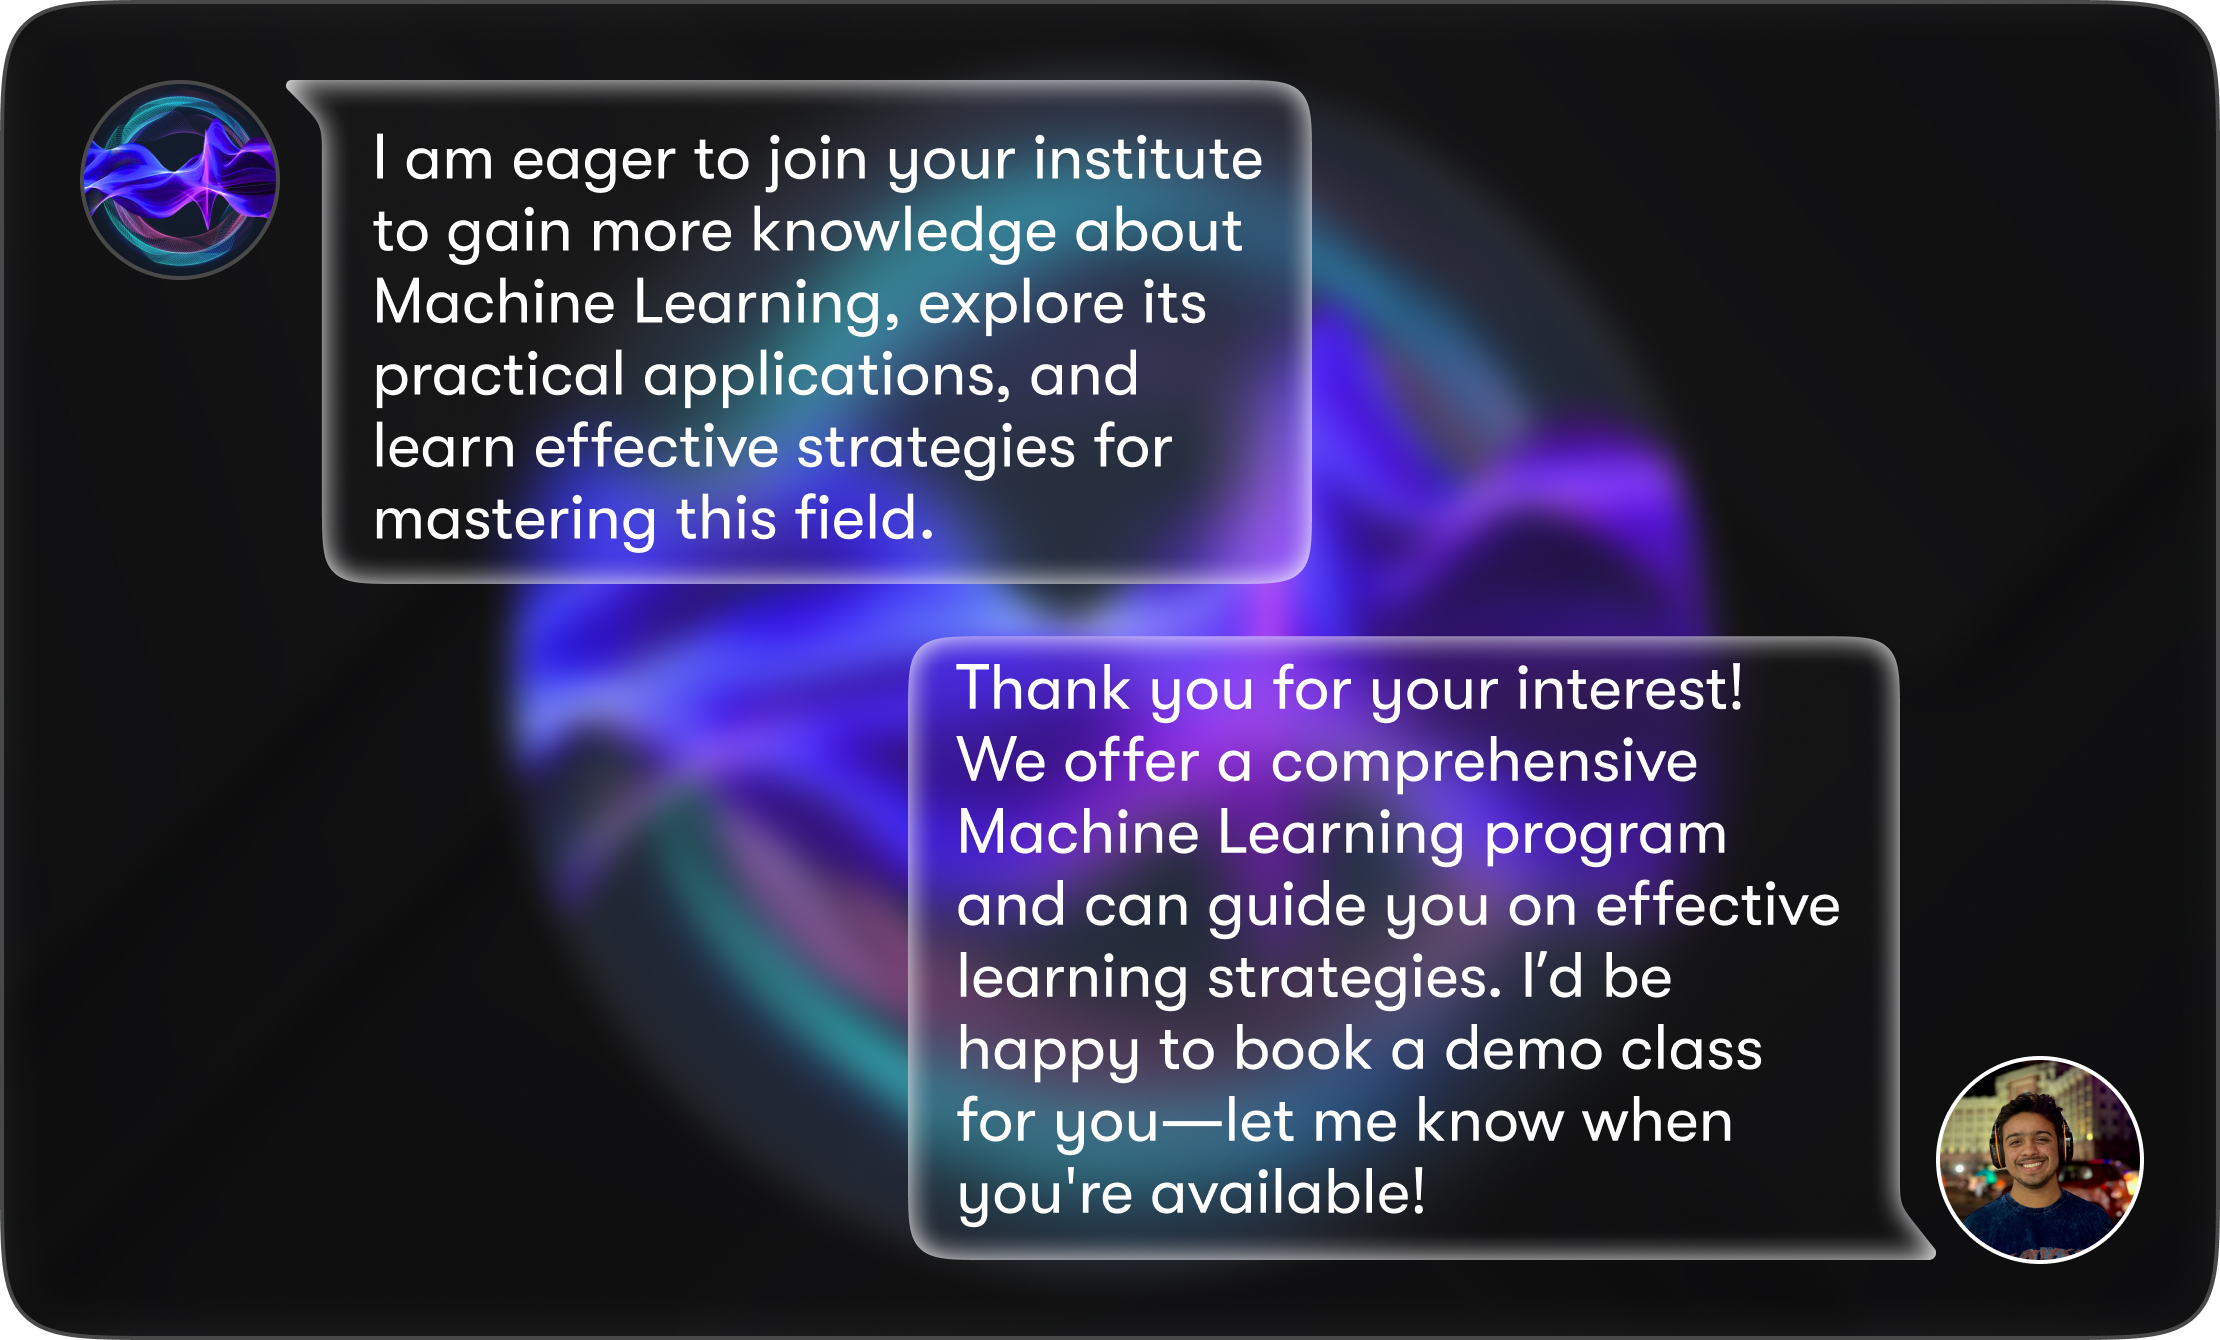 I am eager to join your institute
to gain more knowledge about
Machine Learning, explore its
practical applications, and
learn effective strategies for
mastering this field.
Thank you for your interest!
We offer a comprehensive
Machine Learning program
and can guide you on effective
learning strategies. I’d be
happy to book a demo class
for you—let me know when
you're available!